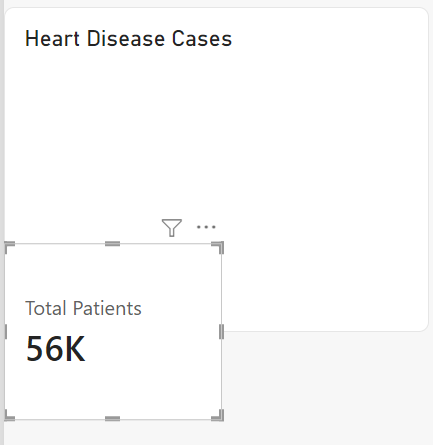 Heart Disease Cases
Total Patients
56K